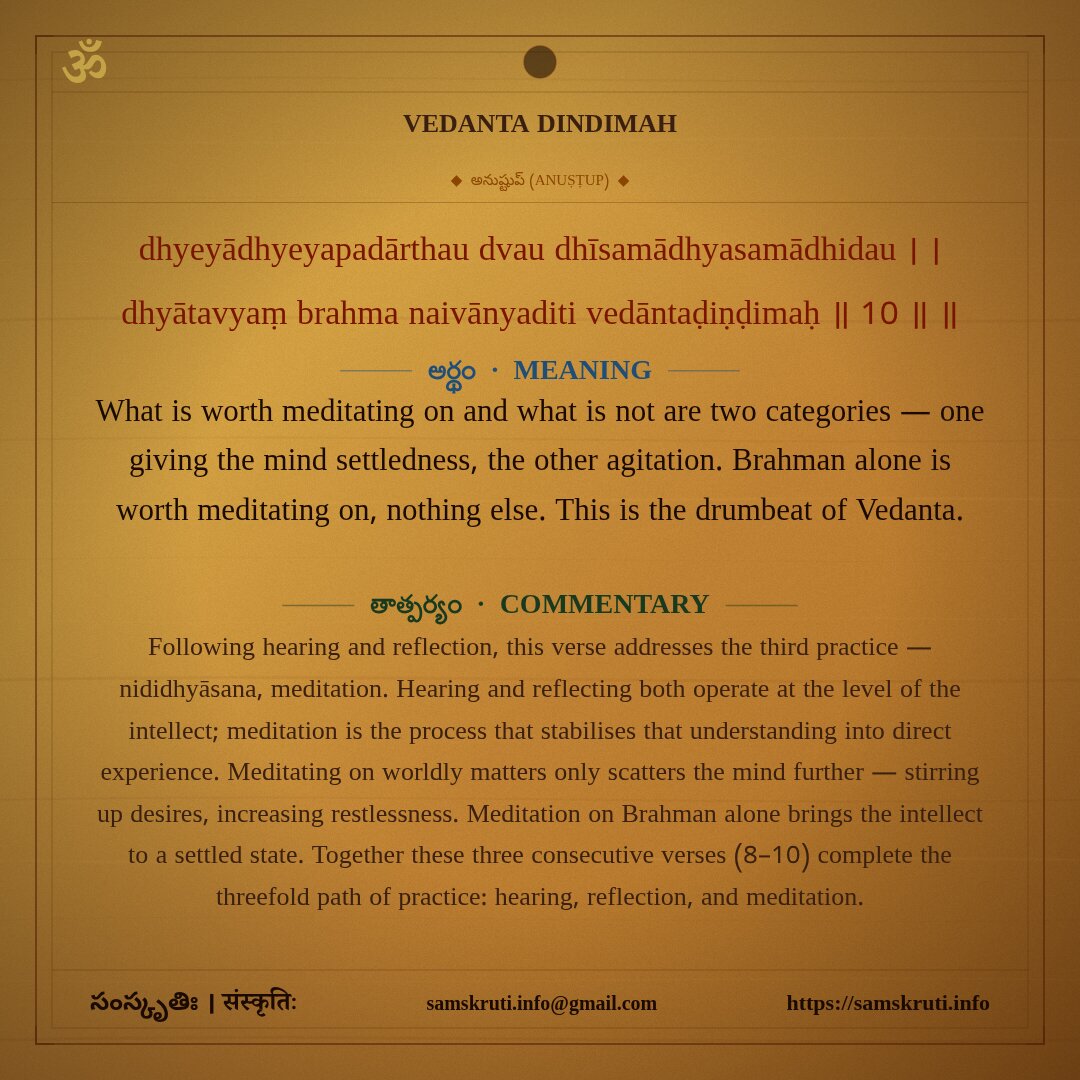 ॐ
VEDANTA DINDIMAH
◆ అనుష్టుప్ (ANUṢṬUP) ◆
dhyeyādhyeyapadārthau dvau dhīsamādhyasamādhidau | |
dhyātavyaṃ brahma naivānyaditi vedāntaḍiṇḍimaḥ ‖ 10 ‖ ‖
అర్థం · MEANING
What is worth meditating on and what is not are two categories — one
giving the mind settledness, the other agitation. Brahman alone is
worth meditating on, nothing else. This is the drumbeat of Vedanta.
తాత్పర్యం · COMMENTARY
Following hearing and reflection, this verse addresses the third practice —
nididhyāsana, meditation. Hearing and reflecting both operate at the level of the
intellect; meditation is the process that stabilises that understanding into direct
experience. Meditating on worldly matters only scatters the mind further — stirring
up desires, increasing restlessness. Meditation on Brahman alone brings the intellect
to a settled state. Together these three consecutive verses (8–10) complete the
threefold path of practice: hearing, reflection, and meditation.
సంస్కృతిః | संस्कृतिः samskruti.info@gmail.com https://samskruti.info